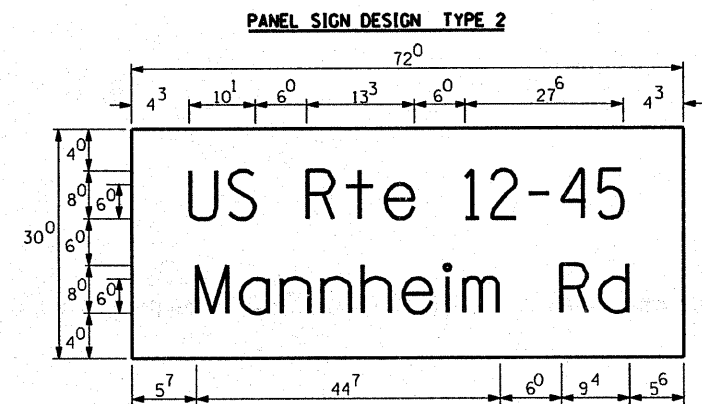 PANEL SIGN DESIGN TYPE 2
72⁰
4³ 10¹ 6⁰ 13³ 6⁰ 27⁶ 4³
4⁰
8⁰ 6⁰
US Rte 12-45
30⁰ 6⁰
8⁰ 6⁰
Mannheim Rd
4⁰
5⁷ 44⁷ 6⁰ 9⁴ 5⁶